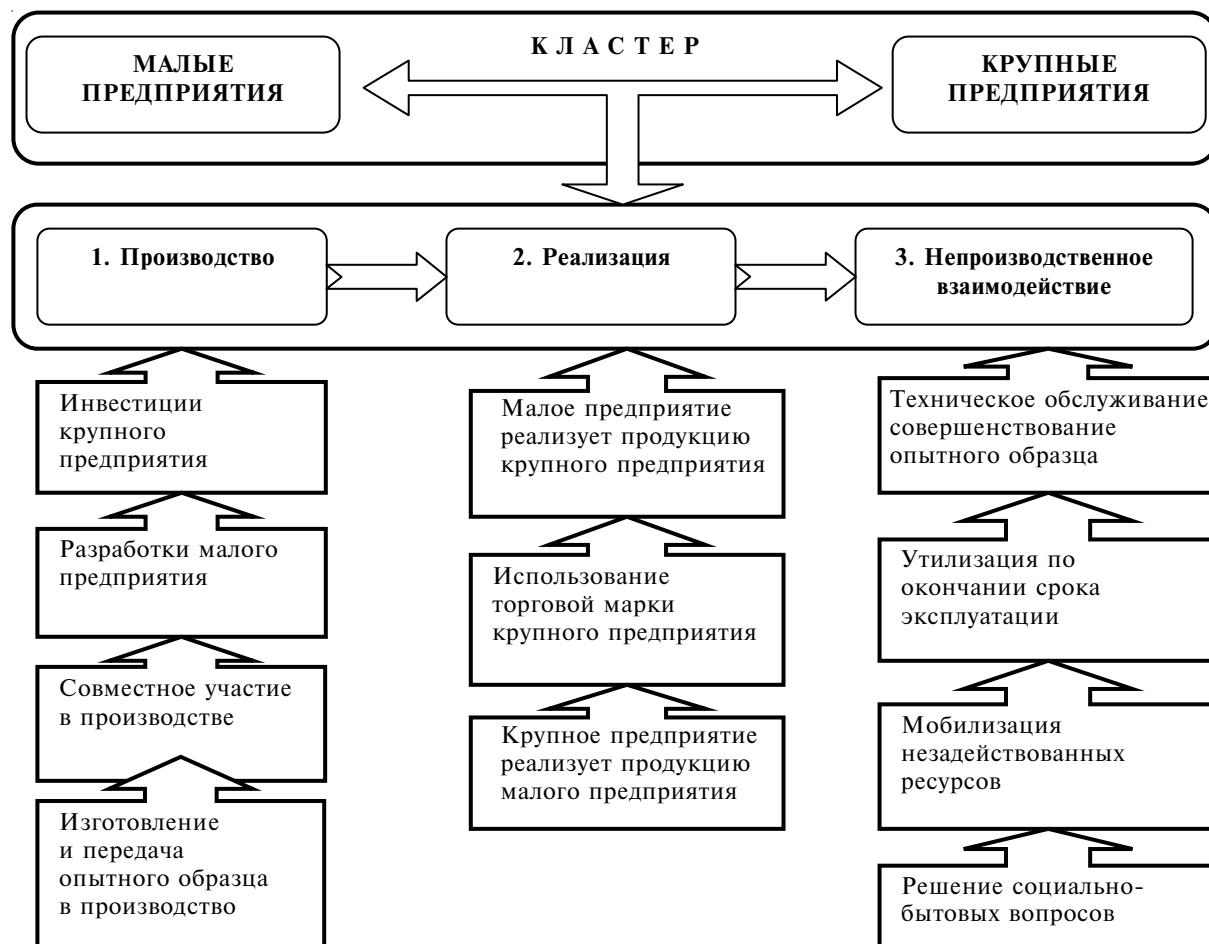 К Л А С Т Е Р
МАЛЫЕ
ПРЕДПРИЯТИЯ
КРУПНЫЕ
ПРЕДПРИЯТИЯ
1. Производство
2. Реализация
3. Непроизводственное
взаимодействие
Инвестиции
крупного
предприятия
Разработки малого
предприятия
Совместное участие
в производстве
Изготовление
и передача
опытного образца
в производство
Малое предприятие
реализует продукцию
крупного предприятия
Использование
торговой марки
крупного предприятия
Крупное предприятие
реализует продукцию
малого предприятия
Техническое обслуживание
совершенствование
опытного образца
Утилизация по
окончании срока
эксплуатации
Мобилизация
незадействованных
ресурсов
Решение социально-
бытовых вопросов